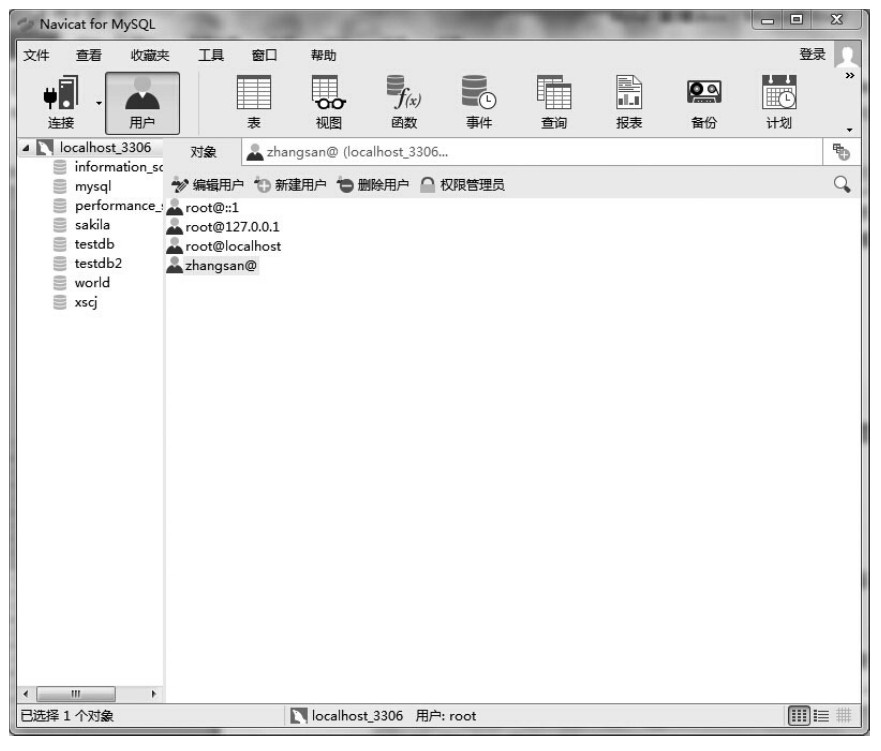 Navicat for MySQL
文件 查看 收藏夹 工具 窗口 帮助 登录
连接 用户 表 视图 函数 事件 查询 报表 备份 计划
f(x)
localhost_3306
information_sc
mysql
performance_s
sakila
testdb
testdb2
world
xscj
对象 zhangsan@ (localhost_3306...
编辑用户 新建用户 删除用户 权限管理员
root@::1
root@127.0.0.1
root@localhost
zhangsan@
已选择 1 个对象 localhost_3306 用户: root